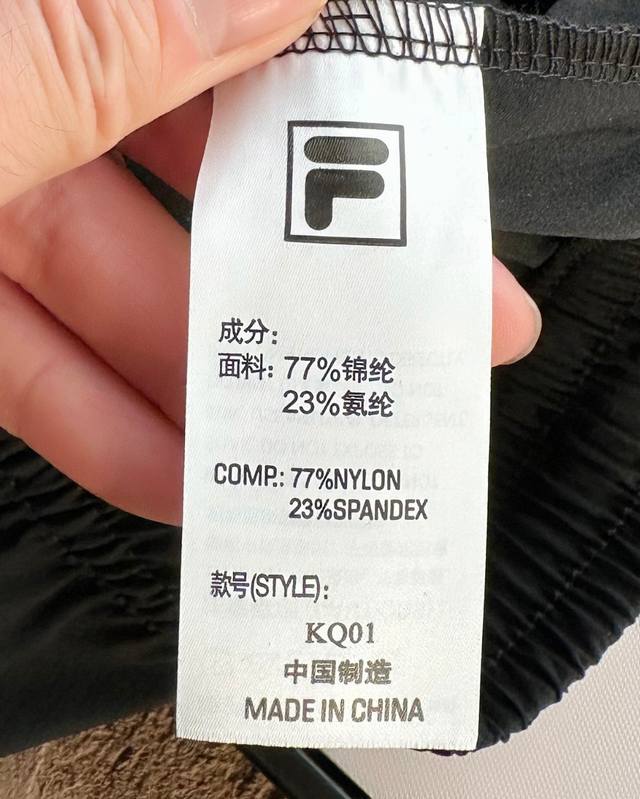 成分:
面料: 77%锦纶
23%氨纶
COMP.: 77%NYLON
23%SPANDEX
款号(STYLE):
KQ01
中国制造
MADE IN CHINA